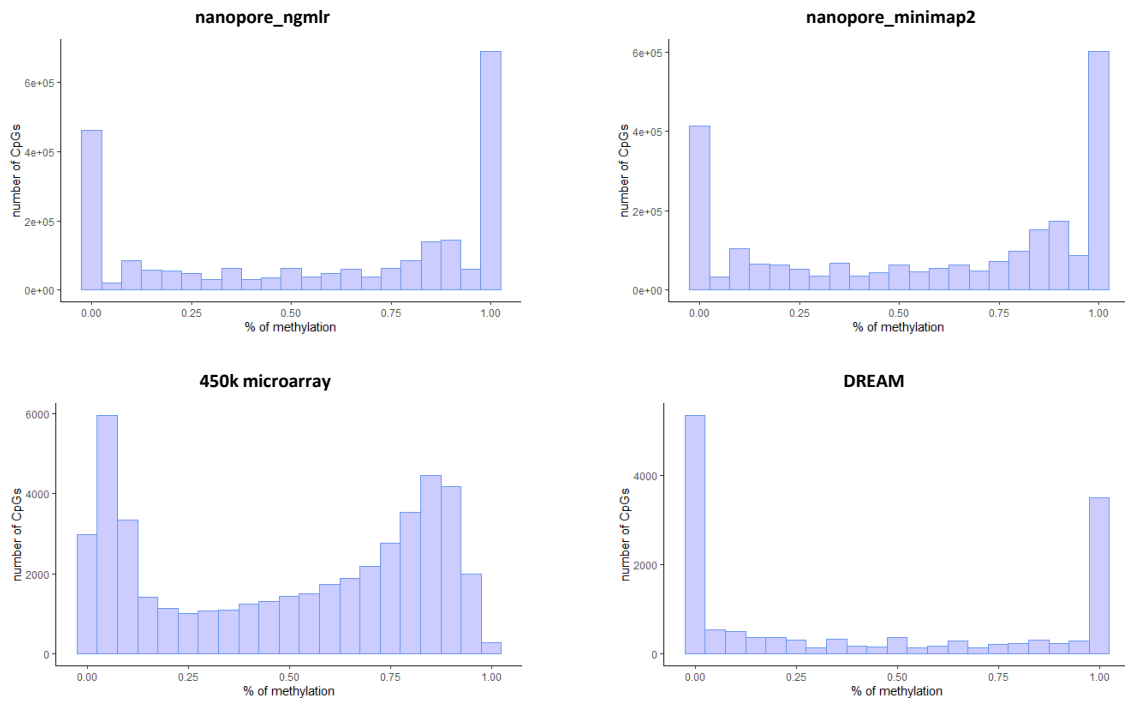 nanopore_ngmlr
number of CpGs
6e+05
4e+05
2e+05
0e+00
0.00 0.25 0.50 0.75 1.00
% of methylation
nanopore_minimap2
number of CpGs
6e+05
4e+05
2e+05
0e+00
0.00 0.25 0.50 0.75 1.00
% of methylation
450k microarray
number of CpGs
6000
4000
2000
0
0.00 0.25 0.50 0.75 1.00
% of methylation
DREAM
number of CpGs
4000
2000
0
0.00 0.25 0.50 0.75 1.00
% of methylation